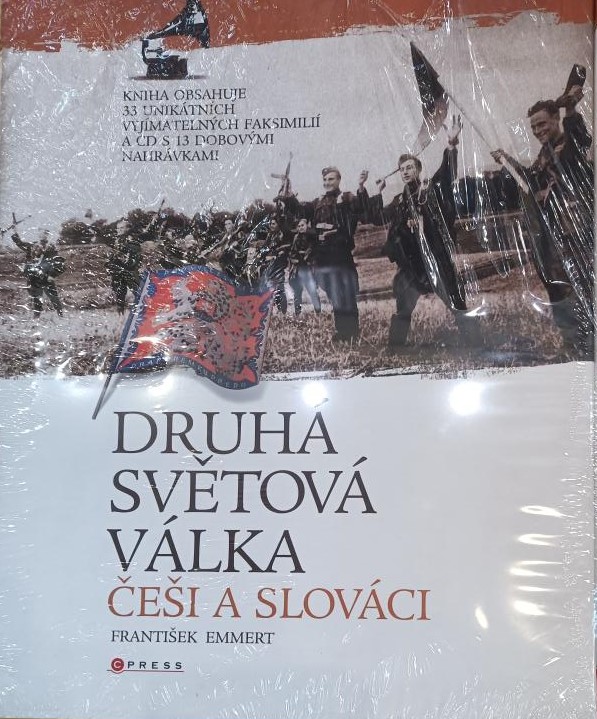 KNIHA OBSAHUJE
33 UNIKÁTNÍCH
VYJÍMATELNÝCH FAKSIMILIÍ
A CD S 13 DOBOVÝMI
NAHRÁVKAMI
DRUHÁ
SVĚTOVÁ
VÁLKA
ČEŠI A SLOVÁCI
FRANTIŠEK EMMERT
CPRESS